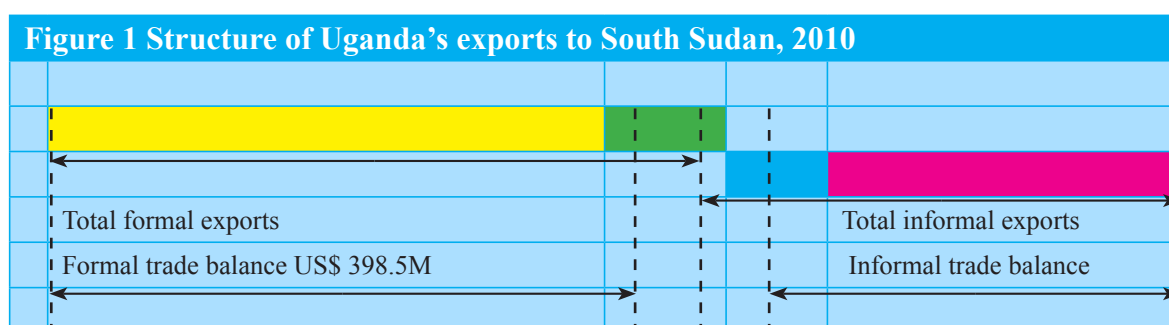 Figure 1 Structure of Uganda’s exports to South Sudan, 2010
Total formal exports
Total informal exports
Formal trade balance US$ 398.5M
Informal trade balance